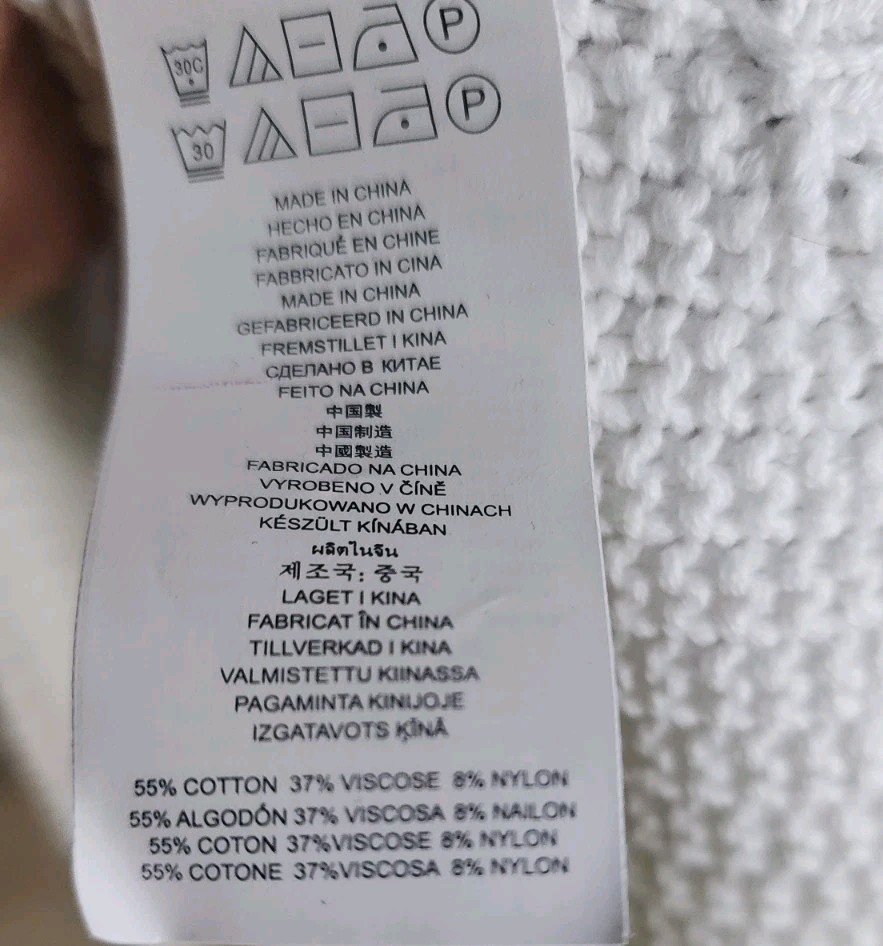 30C P
30 P
MADE IN CHINA
HECHO EN CHINA
FABRIQUÉ EN CHINE
FABBRICATO IN CINA
MADE IN CHINA
GEFABRICEERD IN CHINA
FREMSTILLET I KINA
СДЕЛАНО В КИТАЕ
FEITO NA CHINA
中国製
中国制造
中國製造
FABRICADO NA CHINA
VYROBENO V ČÍNĚ
WYPRODUKOWANO W CHINACH
KÉSZÜLT KÍNÁBAN
ผลิตในจีน
제조국: 중국
LAGET I KINA
FABRICAT ÎN CHINA
TILLVERKAD I KINA
VALMISTETTU KIINASSA
PAGAMINTA KINIJOJE
IZGATAVOTS ĶĪNĀ
55% COTTON 37% VISCOSE 8% NYLON
55% ALGODÓN 37% VISCOSA 8% NAILON
55% COTON 37%VISCOSE 8% NYLON
55% COTONE 37%VISCOSA 8% NYLON